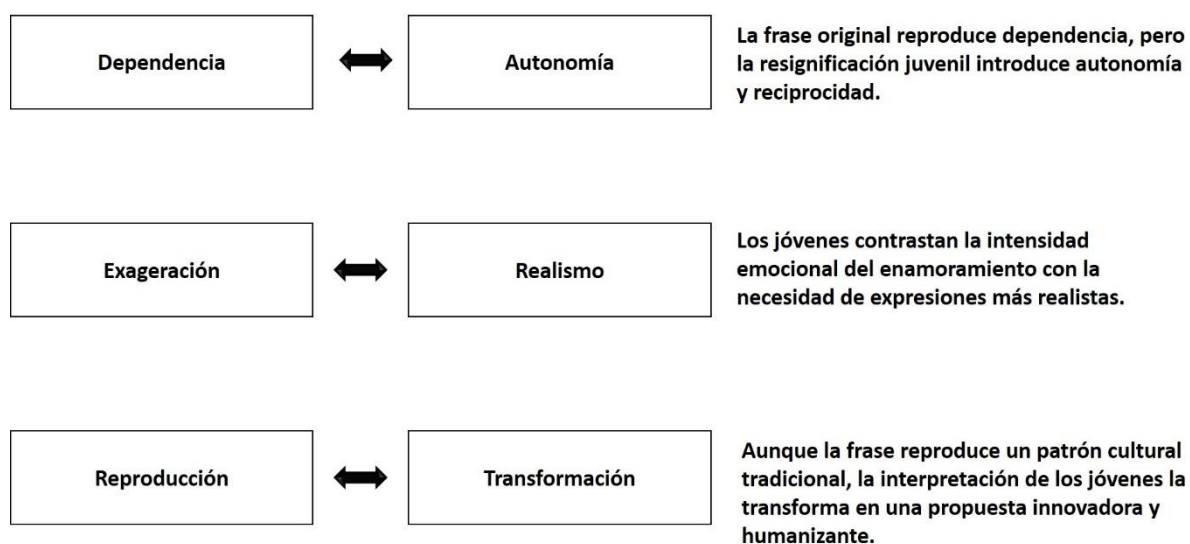 Dependencia
Autonomía
La frase original reproduce dependencia, pero
la resignificación juvenil introduce autonomía
y reciprocidad.
Exageración
Realismo
Los jóvenes contrastan la intensidad
emocional del enamoramiento con la
necesidad de expresiones más realistas.
Reproducción
Transformación
Aunque la frase reproduce un patrón cultural
tradicional, la interpretación de los jóvenes la
transforma en una propuesta innovadora y
humanizante.